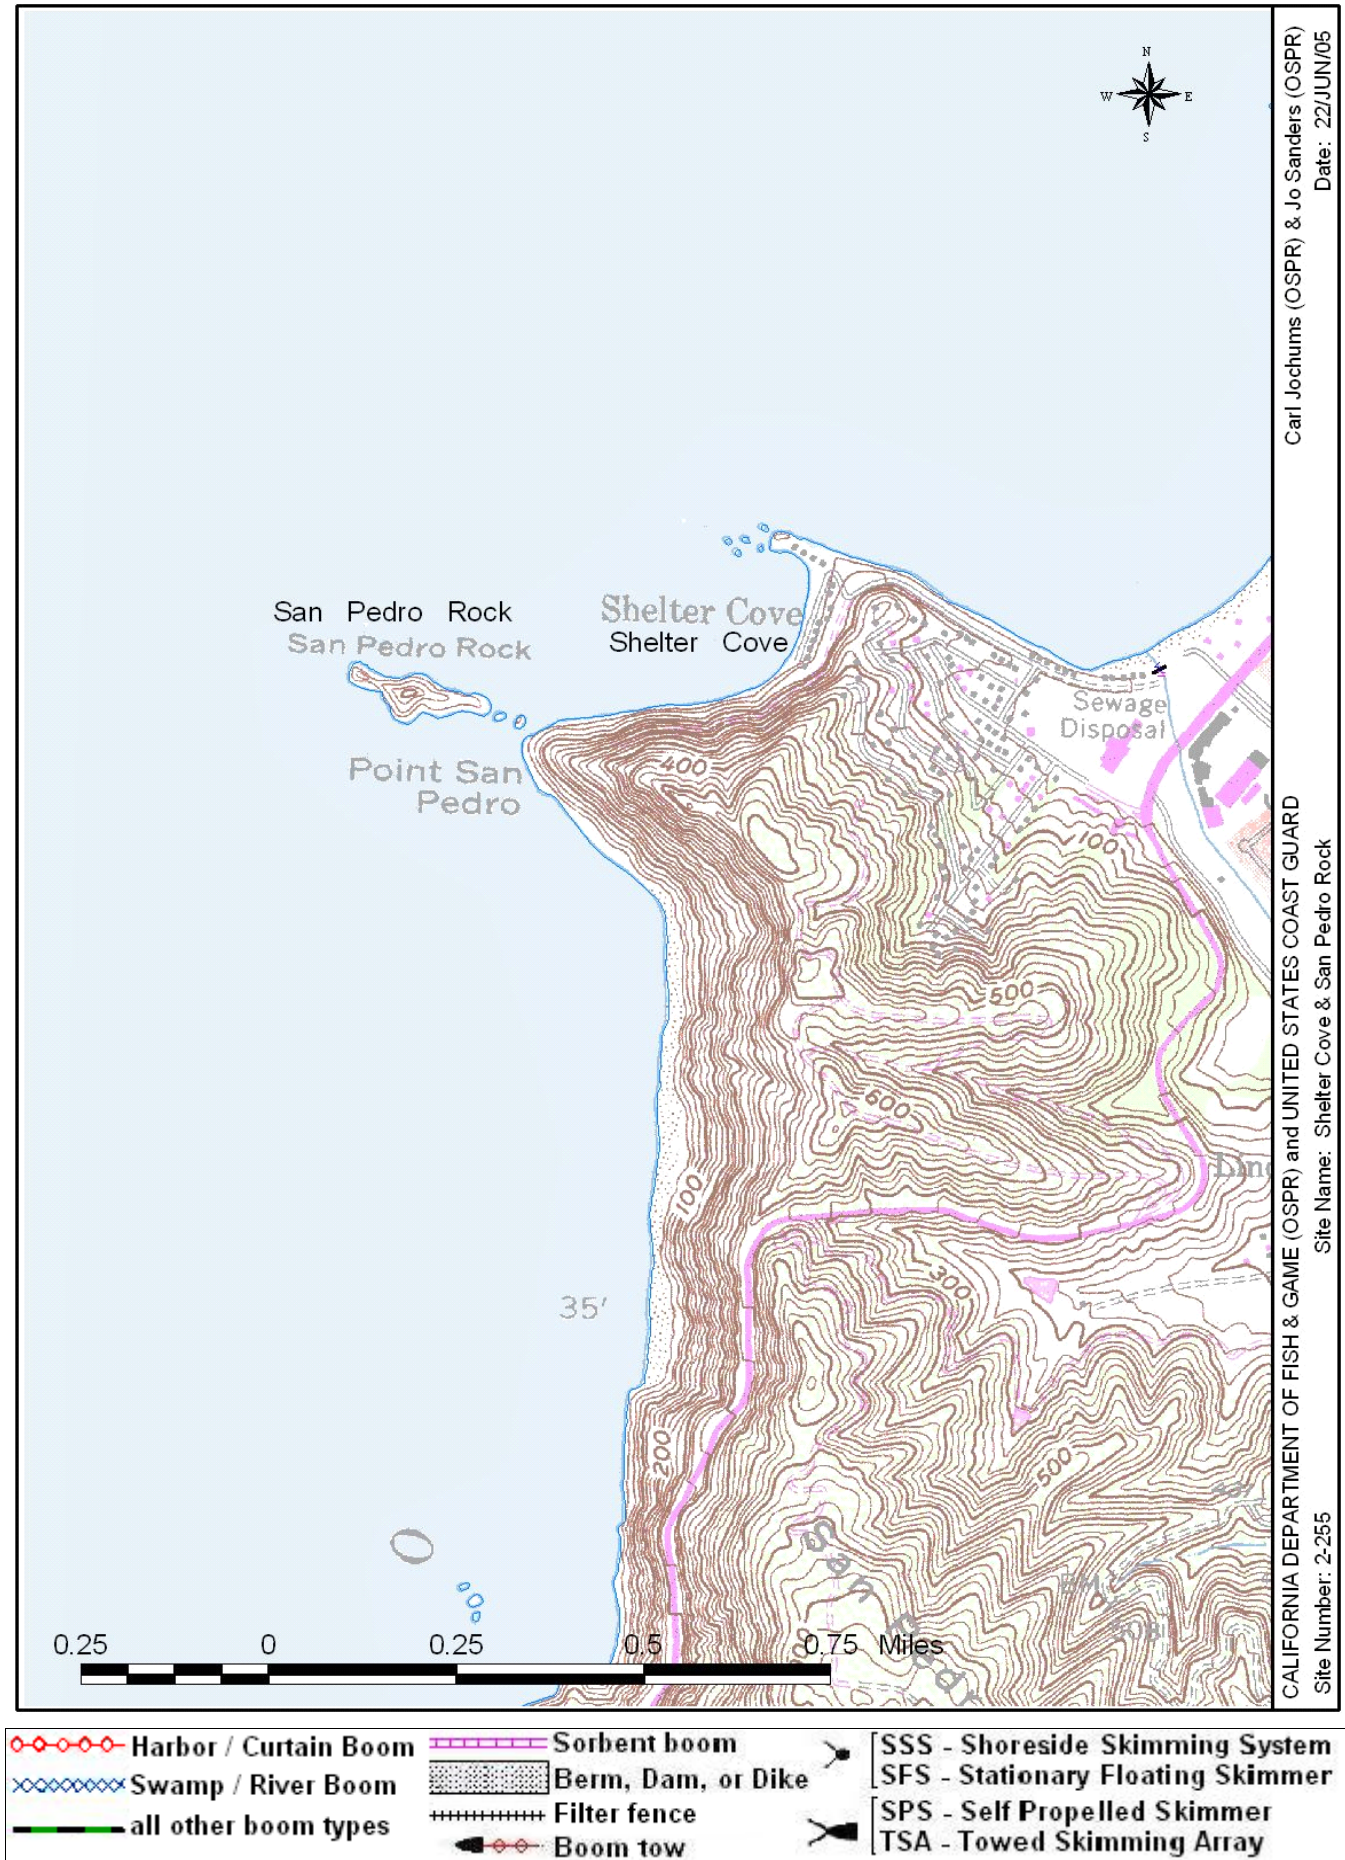 N
W E
S
San Pedro Rock
San Pedro Rock
Shelter Cove
Shelter Cove
Sewage
Disposal
Point San
Pedro
400
100
500
600
100
Lind
300
35'
200
500
San Pedr
BM
0.25 0 0.25 0.5 0.75 Miles
Carl Jochums (OSPR) & Jo Sanders (OSPR)
Date: 22/JUN/05
CALIFORNIA DEPARTMENT OF FISH & GAME (OSPR) and UNITED STATES COAST GUARD
Site Number: 2-255
Site Name: Shelter Cove & San Pedro Rock
Harbor / Curtain Boom
Swamp / River Boom
all other boom types
Sorbent boom
Berm, Dam, or Dike
Filter fence
Boom tow
SSS - Shoreside Skimming System
SFS - Stationary Floating Skimmer
SPS - Self Propelled Skimmer
TSA - Towed Skimming Array